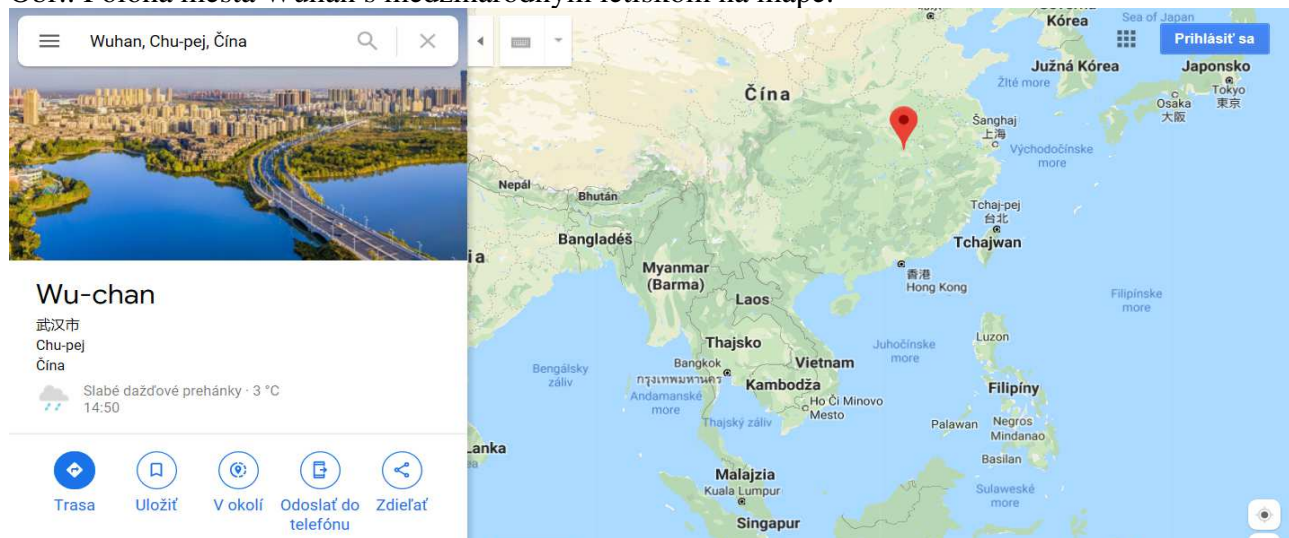 Obr.: Poloha mesta Wuhan s medzinárodným letiskom na mape.
Wuhan, Chu-pej, Čína
Wu-chan
武汉市
Chu-pej
Čína
Slabé dažďové prehánky · 3 °C
14:50
Trasa
Uložiť
V okolí
Odoslať do
telefónu
Zdieľať
Prihlásiť sa
Kórea
Sea of Japan
Južná Kórea
Japonsko
Žlté more
Tokyo
東京
Osaka
大阪
Čína
Šanghaj
上海
Východočínske
more
Nepál
Bhután
Tchaj-pej
台北
Bangladéš
Tchajwan
ia
Myanmar
(Barma)
香港
Hong Kong
Laos
Filipínske
more
Thajsko
Juhočínske
more
Luzon
Bengálsky
záliv
Bangkok
กรุงเทพมหานคร
Vietnam
Kambodža
Filipíny
Andamanské
more
Ho Či Minovo
Mesto
Thajský záliv
Palawan
Negros
Mindanao
Lanka
Basilan
Malajzia
Kuala Lumpur
Sulaweské
more
Singapur